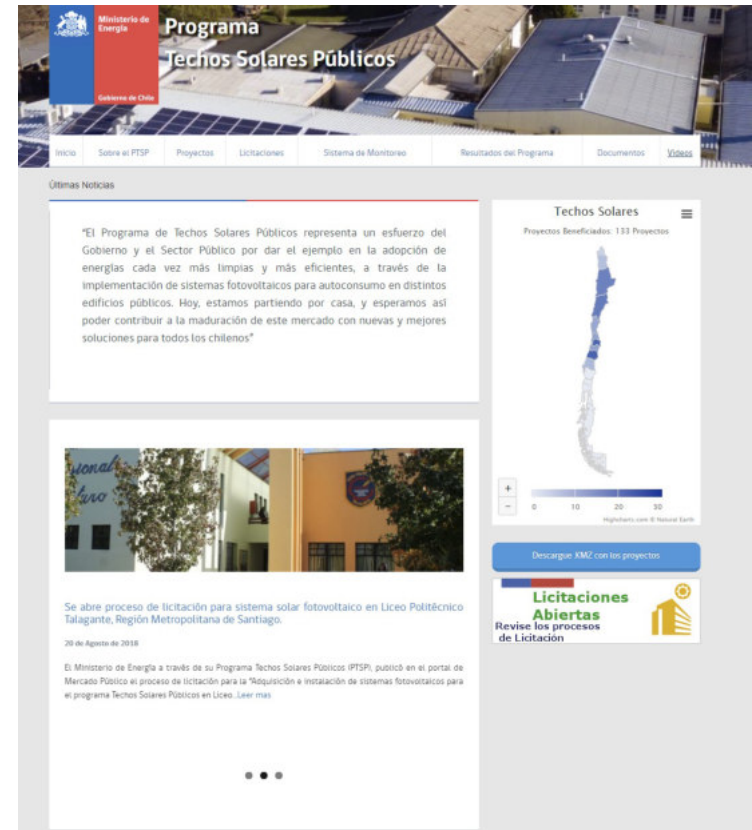 Ministerio de
Energía
Gobierno de Chile
Programa
Techos Solares Públicos
Inicio
Sobre el PTSP
Proyectos
Licitaciones
Sistema de Monitoreo
Resultados del Programa
Documentos
Videos
Últimas Noticias
"El Programa de Techos Solares Públicos representa un esfuerzo del
Gobierno y el Sector Público por dar el ejemplo en la adopción de
energías cada vez más limpias y más eficientes, a través de la
implementación de sistemas fotovoltaicos para autoconsumo en distintos
edificios públicos. Hoy, estamos partiendo por casa, y esperamos así
poder contribuir a la maduración de este mercado con nuevas y mejores
soluciones para todos los chilenos"
Techos Solares
Proyectos Beneficiados: 133 Proyectos
+
-
0 10 20 30
Highcharts.com © Natural Earth
Descargue KMZ con los proyectos
Licitaciones
Abiertas
Revise los procesos
de Licitación
Se abre proceso de licitación para sistema solar fotovoltaico en Liceo Politécnico
Talagante, Región Metropolitana de Santiago.
20 de Agosto de 2018
El Ministerio de Energía a través de su Programa Techos Solares Públicos (PTSP), publicó en el portal de
Mercado Público el proceso de licitación para la "Adquisición e instalación de sistemas fotovoltaicos para
el programa Techos Solares Públicos en Liceo...Leer mas